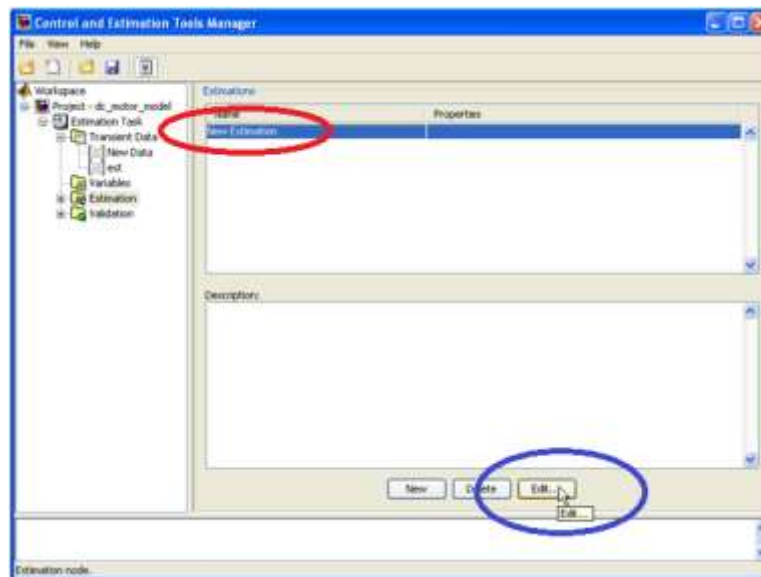 Control and Estimation Tools Manager
File View Help
Workspace
Project - dc_motor_model
Estimation Task
Transient Data
New Data
est
Variables
Estimation
Validation
Estimations
Name Properties
New Estimation
Description:
New Delete Edit...
Edit...
Estimation node.